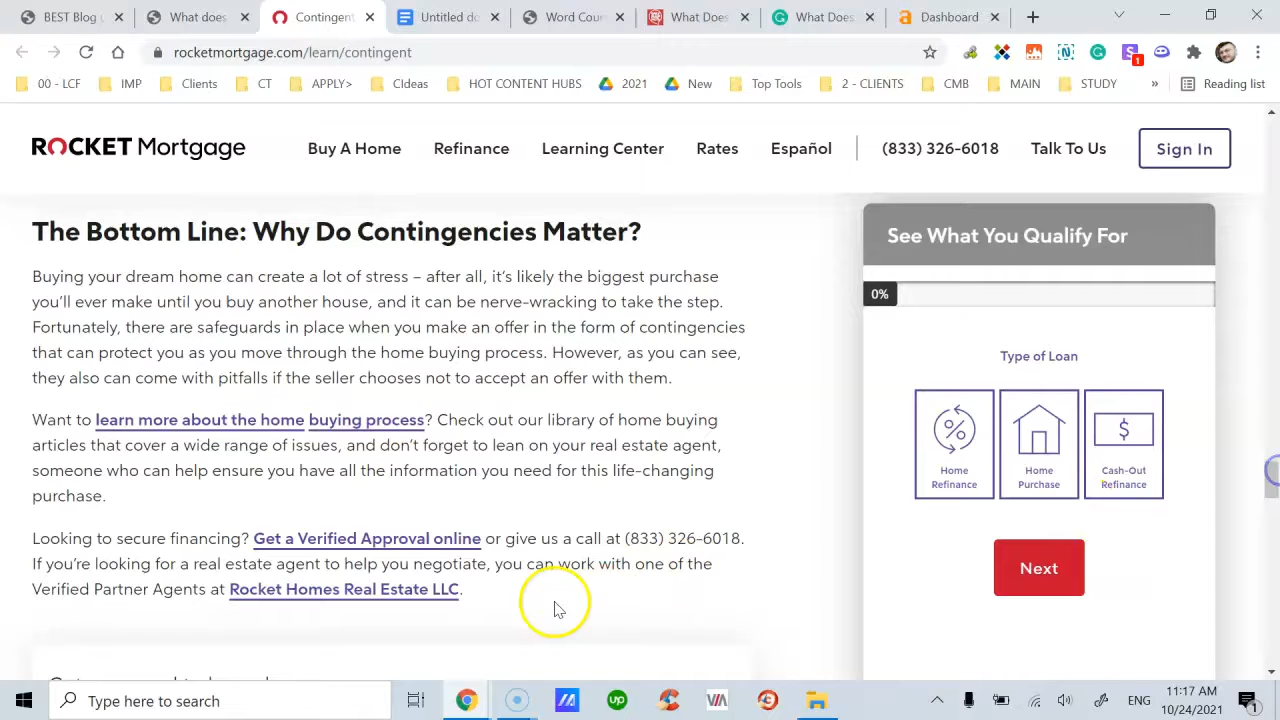 BEST Blog
What does
Contingent
Untitled do
Word Coun
What Does
What Does
Dashboard
rocketmortgage.com/learn/contingent
1
00 - LCF IMP Clients CT APPLY> CIdeas HOT CONTENT HUBS 2021 New Top Tools 2 - CLIENTS CMB MAIN STUDY » Reading list
ROCKET Mortgage Buy A Home Refinance Learning Center Rates Español (833) 326-6018 Talk To Us Sign In
The Bottom Line: Why Do Contingencies Matter?
Buying your dream home can create a lot of stress – after all, it's likely the biggest purchase
you'll ever make until you buy another house, and it can be nerve-wracking to take the step.
Fortunately, there are safeguards in place when you make an offer in the form of contingencies
that can protect you as you move through the home buying process. However, as you can see,
they also can come with pitfalls if the seller chooses not to accept an offer with them.
Want to learn more about the home buying process? Check out our library of home buying
articles that cover a wide range of issues, and don't forget to lean on your real estate agent,
someone who can help ensure you have all the information you need for this life-changing
purchase.
Looking to secure financing? Get a Verified Approval online or give us a call at (833) 326-6018.
If you're looking for a real estate agent to help you negotiate, you can work with one of the
Verified Partner Agents at Rocket Homes Real Estate LLC.
See What You Qualify For
0%
Type of Loan
Home
Refinance
Home
Purchase
Cash-Out
Refinance
Next
Type here to search
ENG
11:17 AM
10/24/2021
1